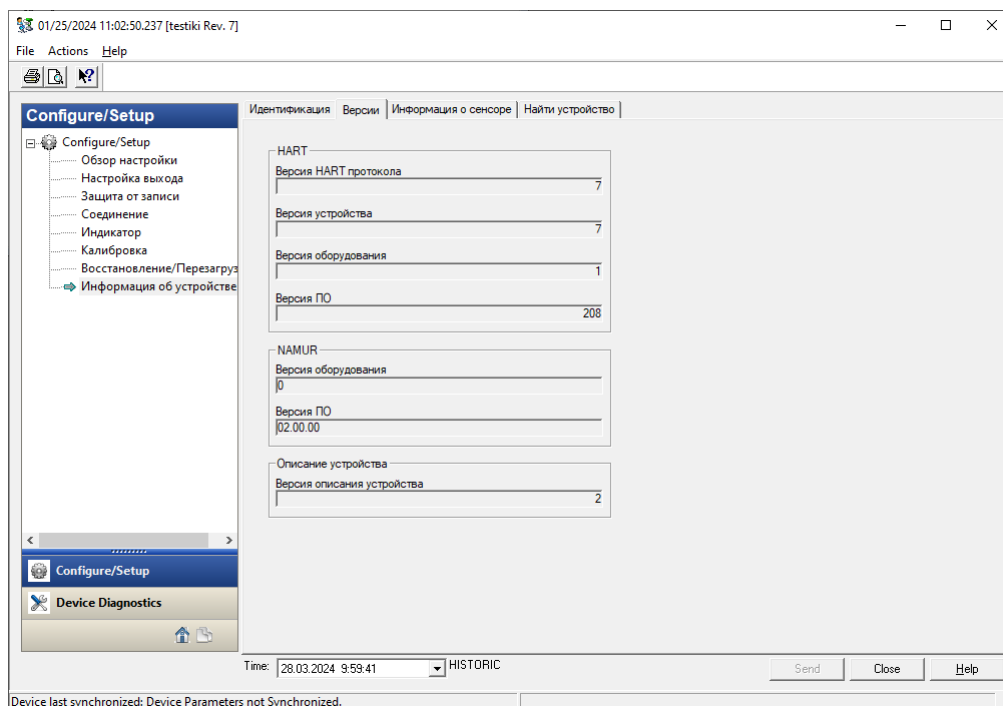 01/25/2024 11:02:50.237 [testiki Rev. 7]
File Actions Help
Configure/Setup
Configure/Setup
Обзор настройки
Настройка выхода
Защита от записи
Соединение
Индикатор
Калибровка
Восстановление/Перезагруз
Информация об устройстве
Configure/Setup
Device Diagnostics
Идентификация Версии Информация о сенсоре Найти устройство
HART
Версия HART протокола
7
Версия устройства
7
Версия оборудования
1
Версия ПО
208
NAMUR
Версия оборудования
0
Версия ПО
02.00.00
Описание устройства
Версия описания устройства
2
Time: 28.03.2024 9:59:41 HISTORIC
Send Close Help
Device last synchronized: Device Parameters not Synchronized.